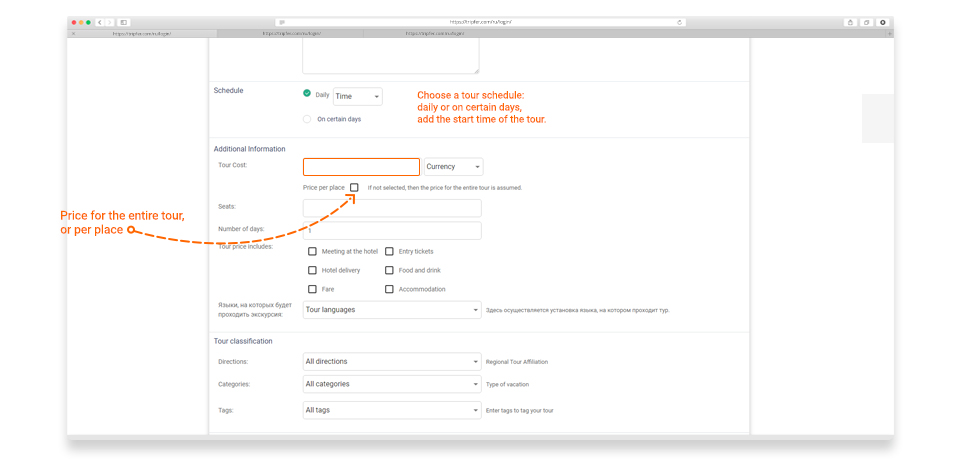 https://tripfer.com/ru/login/
https://tripfer.com/ru/login/
https://tripfer.com/ru/login/
https://tripfer.com/ru/login/
Schedule
Daily
Time
On certain days
Choose a tour schedule:
daily or on certain days,
add the start time of the tour.
Additional Information
Tour Cost:
Currency
Price per place
If not selected, then the price for the entire tour is assumed.
Price for the entire tour,
or per place
Seats:
Number of days:
1
Tour price includes:
Meeting at the hotel
Entry tickets
Hotel delivery
Food and drink
Fare
Accommodation
Языки, на которых будет
проходить экскурсия:
Tour languages
Здесь осуществляется установка языка, на котором проходит тур.
Tour classification
Directions:
All directions
Regional Tour Affiliation
Categories:
All categories
Type of vacation
Tags:
All tags
Enter tags to tag your tour